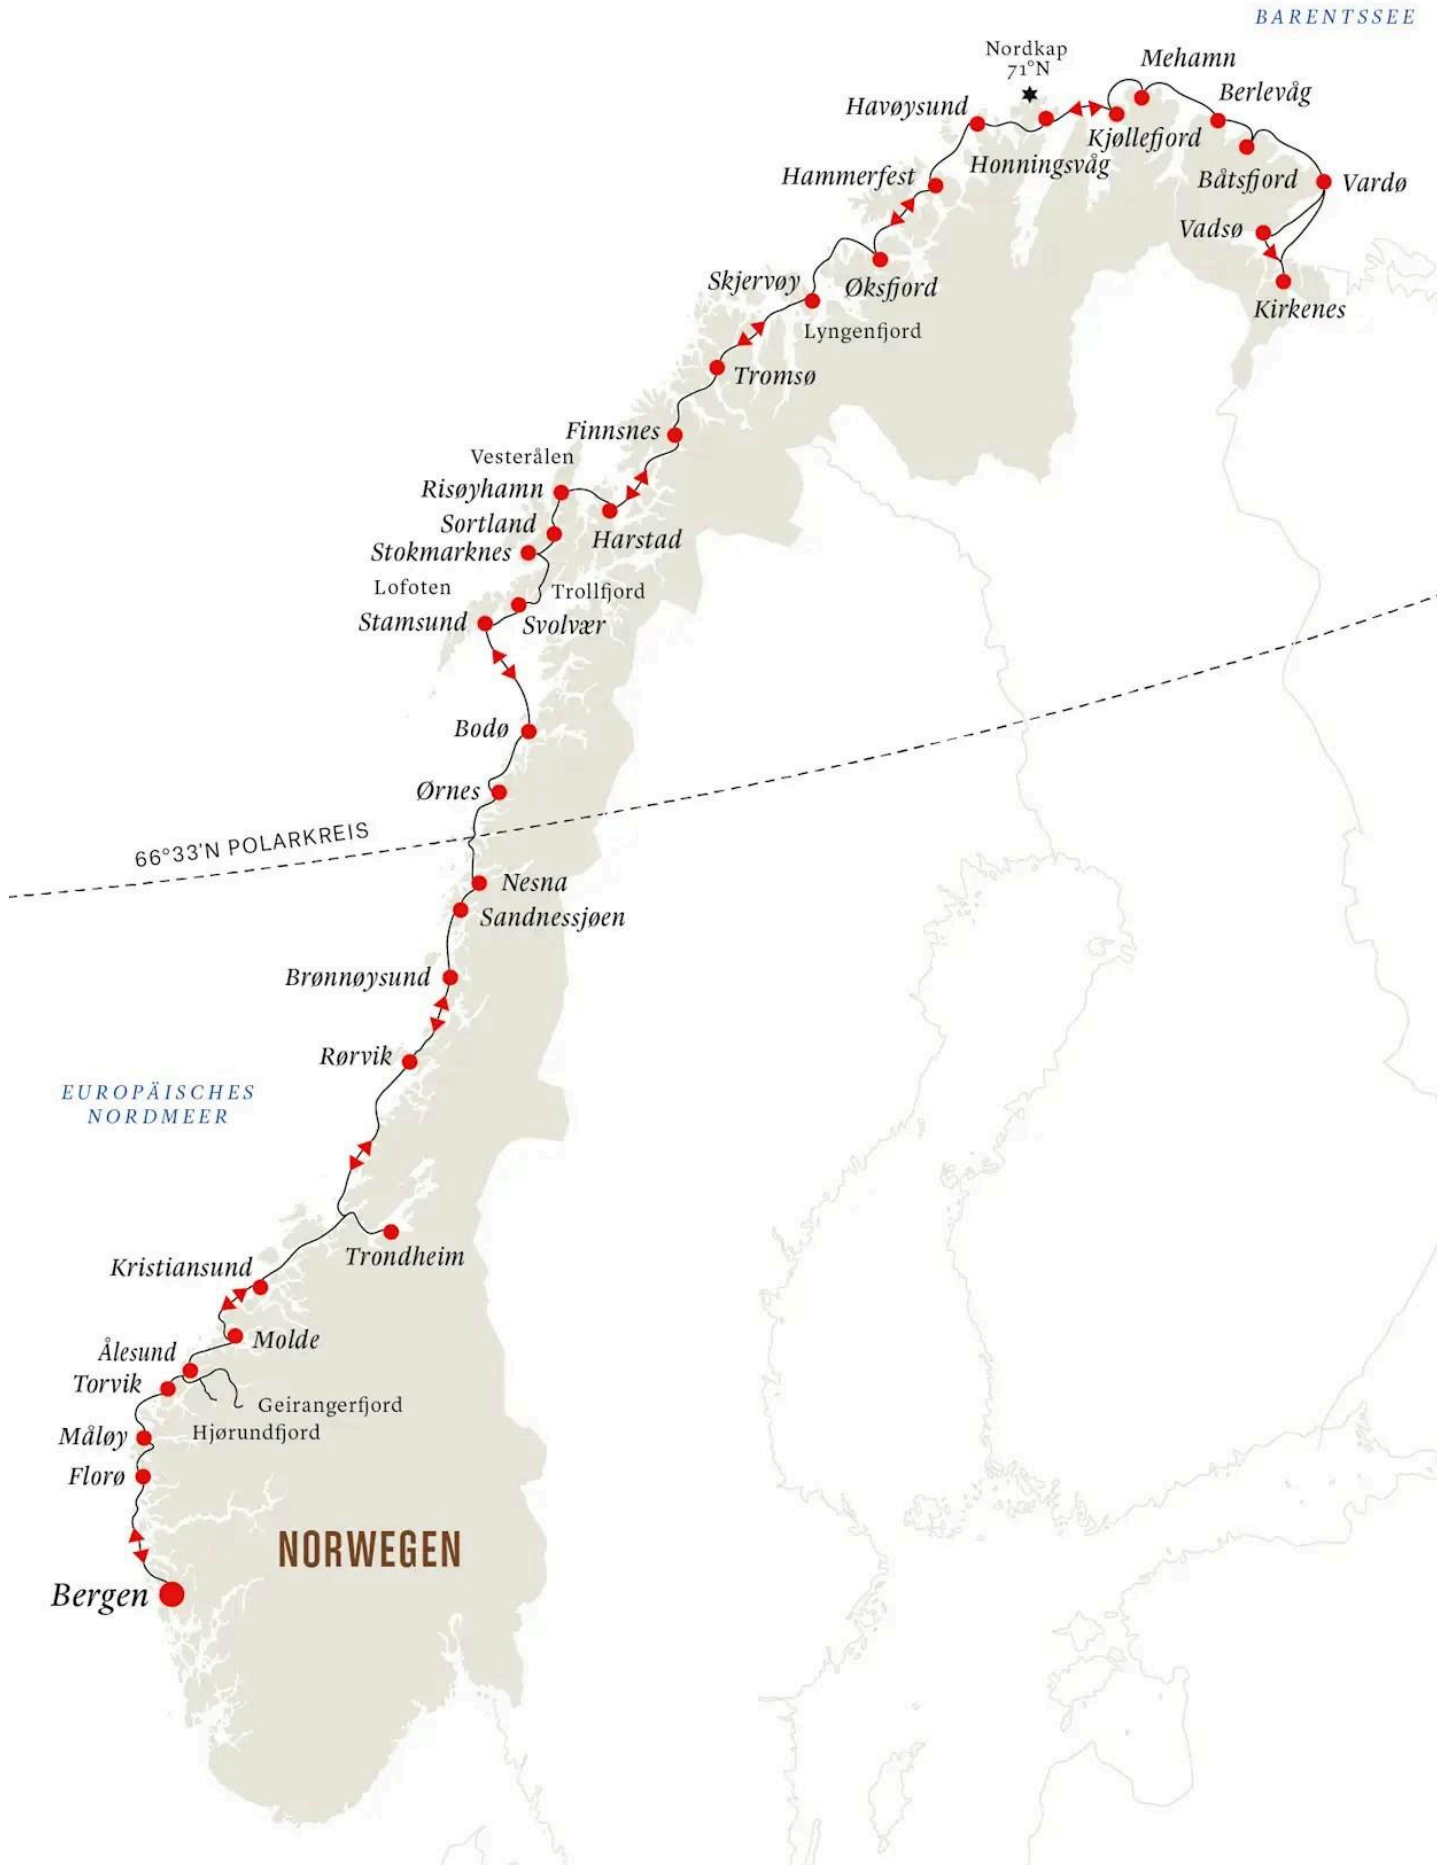 BARENTSSEE
Nordkap
71°N
Mehamn
Havøysund
Berlevåg
Kjøllefjord
Honningsvåg
Hammerfest
Båtsfjord
Vardø
Vadsø
Skjervøy
Øksfjord
Kirkenes
Lyngenfjord
Tromsø
Finnsnes
Vesterålen
Risøyhamn
Sortland
Harstad
Stokmarknes
Lofoten
Trollfjord
Stamsund
Svolvær
Bodø
Ørnes
66°33'N POLARKREIS
Nesna
Sandnessjøen
Brønnøysund
Rørvik
EUROPÄISCHES
NORDMEER
Trondheim
Kristiansund
Molde
Ålesund
Torvik
Geirangerfjord
Hjørundfjord
Måløy
Florø
NORWEGEN
Bergen